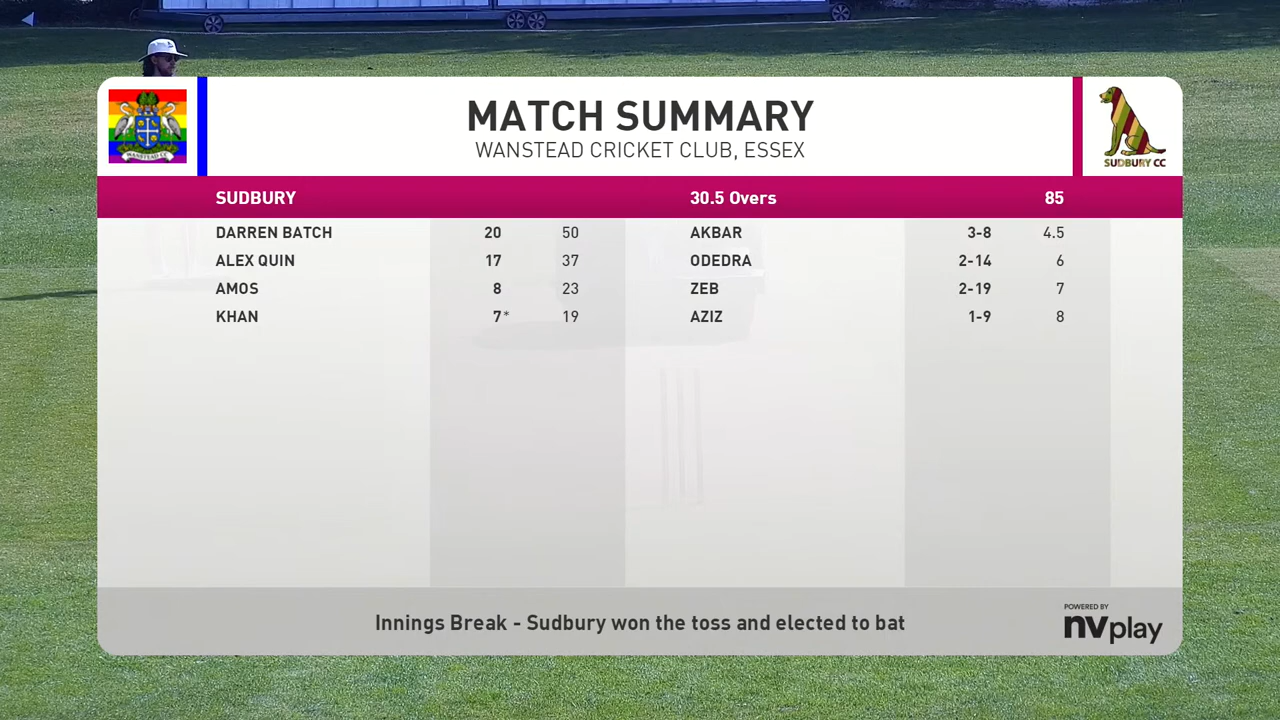 MATCH SUMMARY
WANSTEAD CRICKET CLUB, ESSEX
WANSTEAD CC
SUDBURY CC
SUDBURY 30.5 Overs 85
DARREN BATCH 20 50 AKBAR 3-8 4.5
ALEX QUIN 17 37 ODEDRA 2-14 6
AMOS 8 23 ZEB 2-19 7
KHAN 7* 19 AZIZ 1-9 8
Innings Break - Sudbury won the toss and elected to bat
POWERED BY
nvplay